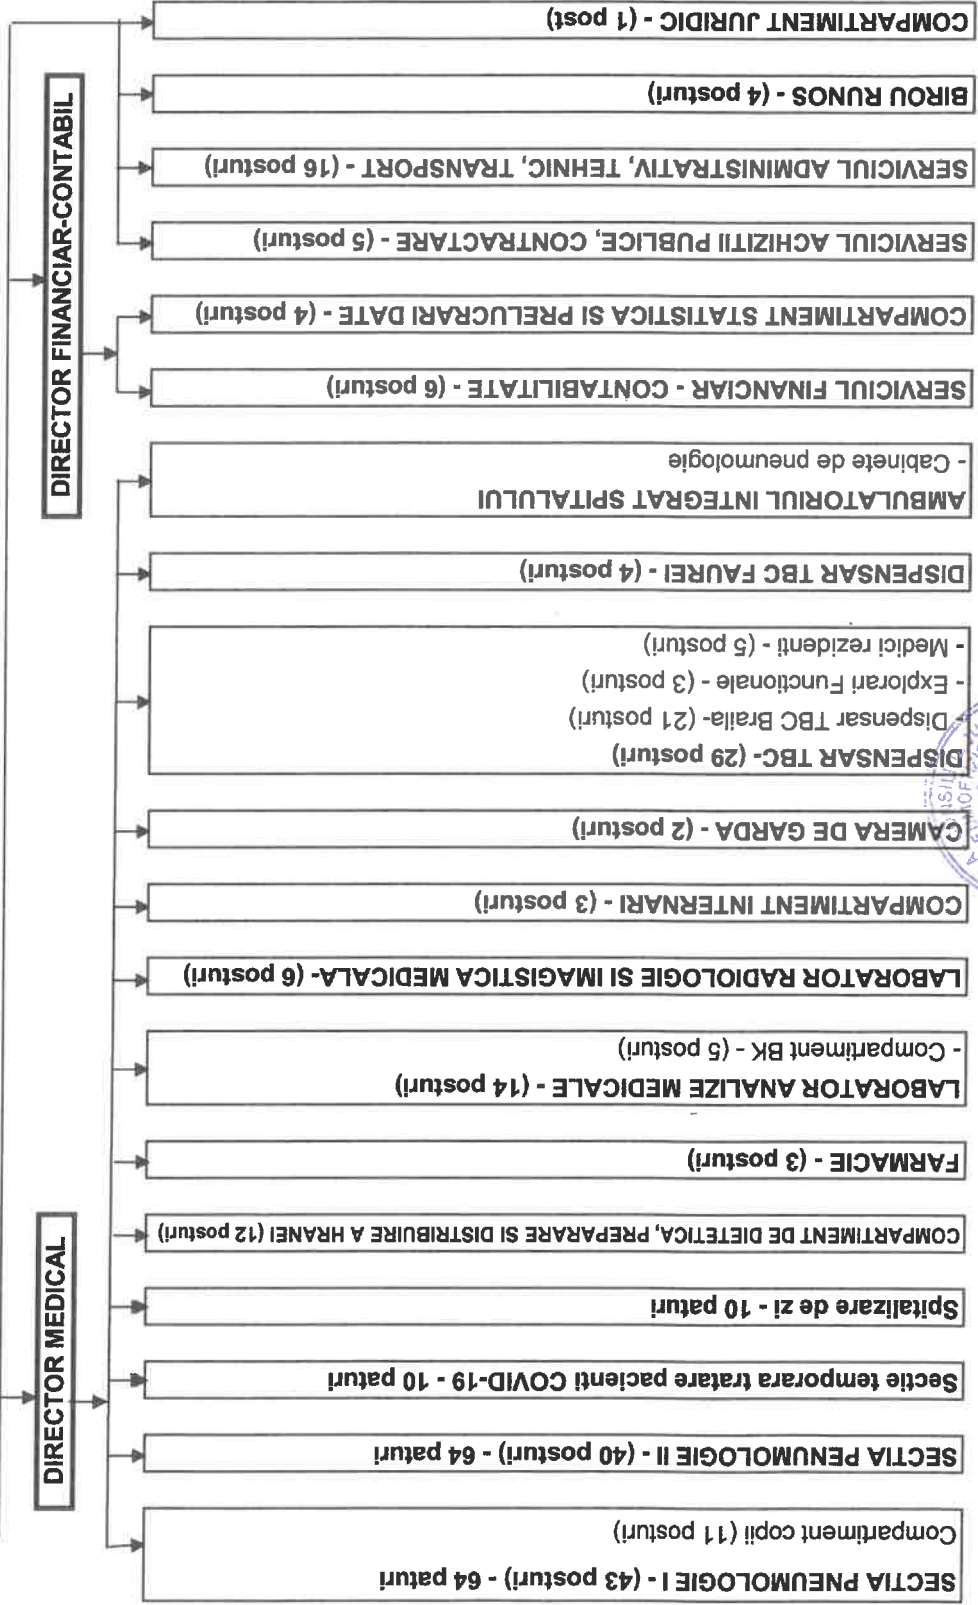 DIRECTOR MEDICAL
SECTIA PNEUMOLOGIE I - (43 posturi) - 64 paturi
Compartiment copii (11 posturi)
SECTIA PENUMOLOGIE II - (40 posturi) - 64 paturi
Sectie temporara tratare pacienti COVID-19 - 10 paturi
Spitalizare de zi - 10 paturi
COMPARTIMENT DE DIETETICA, PREPARARE SI DISTRIBUIRE A HRANEI (12 posturi)
FARMACIE - (3 posturi)
LABORATOR ANALIZE MEDICALE - (14 posturi)
- Compartiment BK - (5 posturi)
LABORATOR RADIOLOGIE SI IMAGISTICA MEDICALA- (6 posturi)
COMPARTIMENT INTERNARI - (3 posturi)
CAMERA DE GARDA - (2 posturi)
DISPENSAR TBC- (29 posturi)
- Dispensar TBC Braila- (21 posturi)
- Explorari Functionale - (3 posturi)
- Medici rezidenti - (5 posturi)
DISPENSAR TBC FAUREI - (4 posturi)
AMBULATORIUL INTEGRAT SPITALULUI
- Cabinete de pneumologie
DIRECTOR FINANCIAR-CONTABIL
SERVICIUL FINANCIAR - CONTABILITATE - (6 posturi)
COMPARTIMENT STATISTICA SI PRELUCRARI DATE - (4 posturi)
SERVICIUL ACHIZITII PUBLICE, CONTRACTARE - (5 posturi)
SERVICIUL ADMINISTRATIV, TEHNIC, TRANSPORT - (16 posturi)
BIROU RUNOS - (4 posturi)
COMPARTIMENT JURIDIC - (1 post)